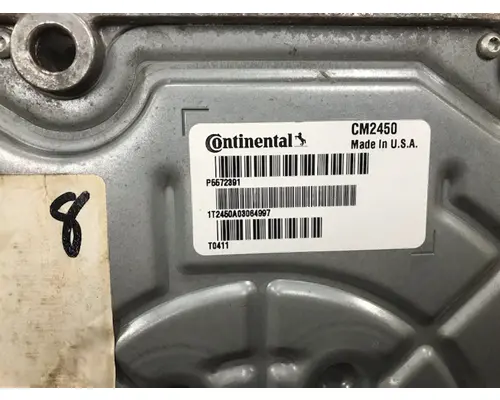 Continental
CM2450
Made In U.S.A.
P5572391
1T2450A03064997
T0411
8